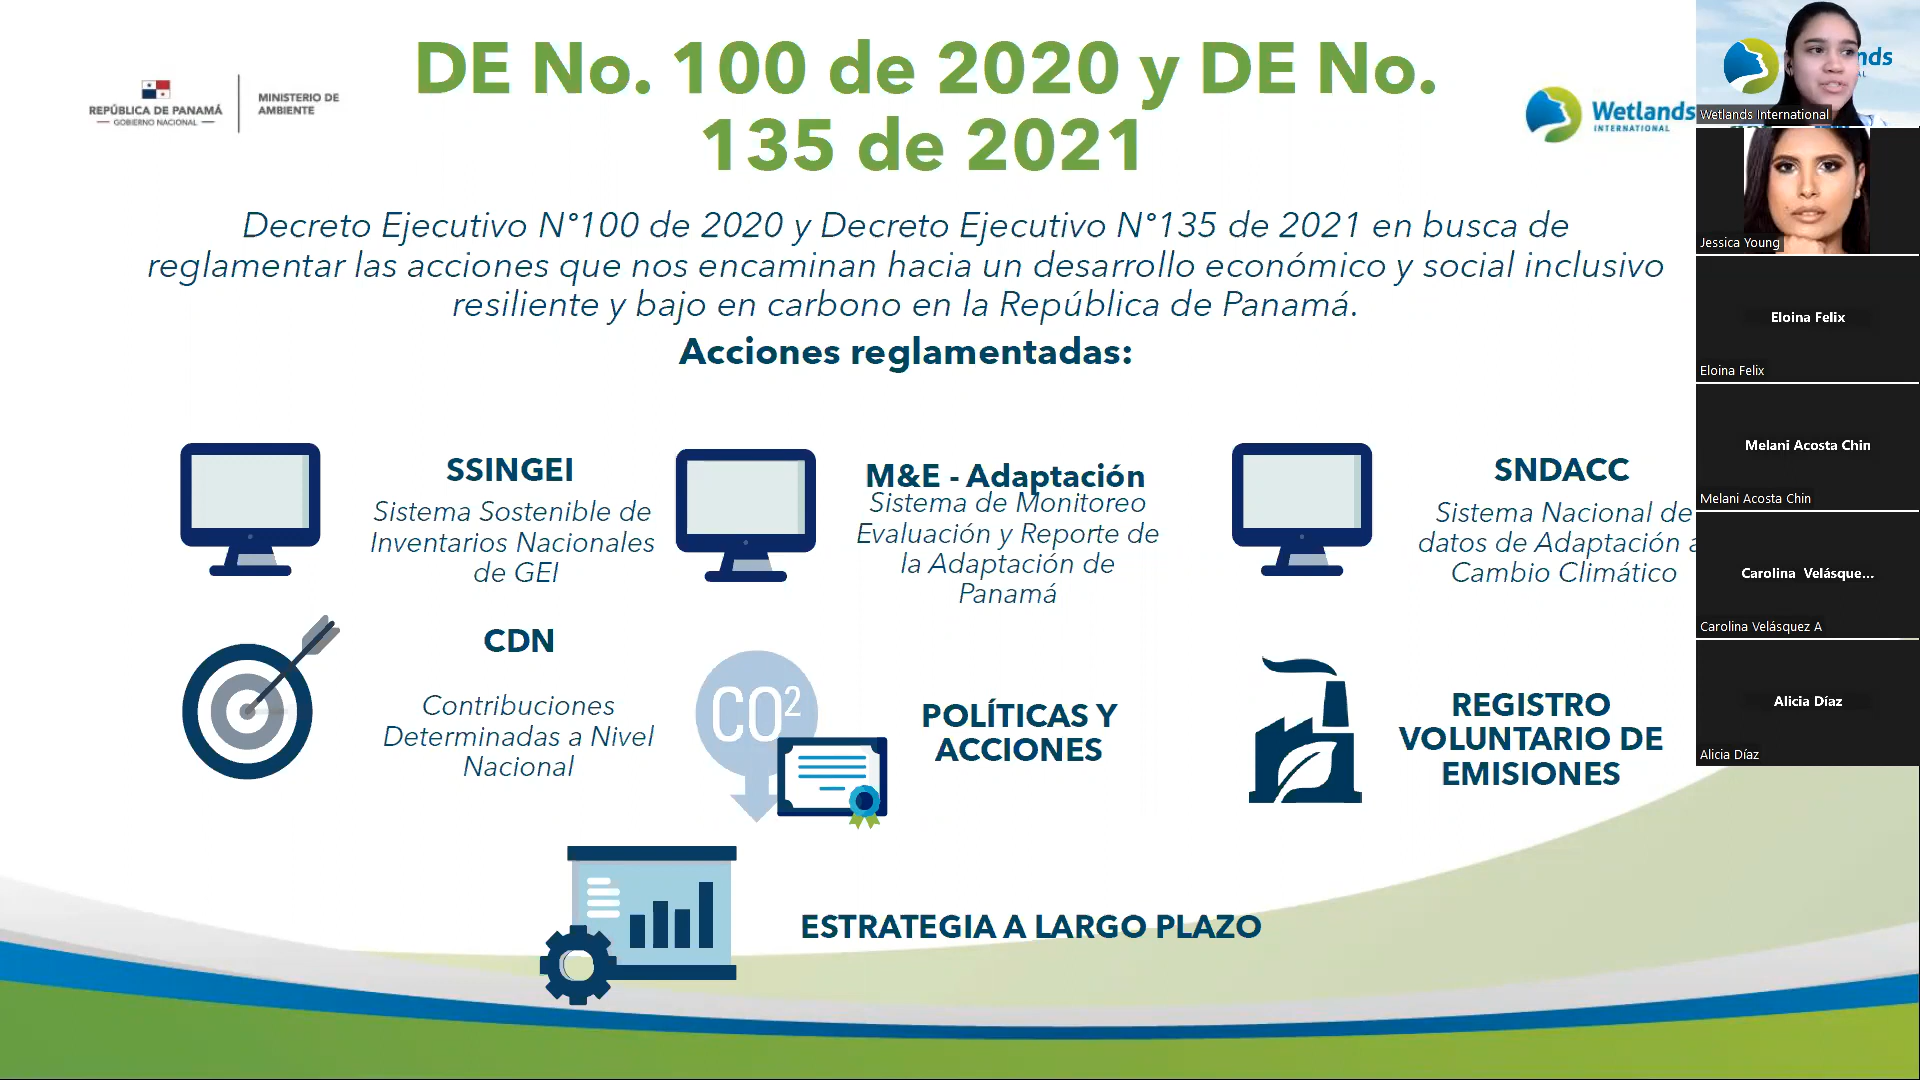 DE No. 100 de 2020 y DE No.
135 de 2021
REPÚBLICA DE PANAMÁ
— GOBIERNO NACIONAL —
MINISTERIO DE
AMBIENTE
Wetlands
INTERNATIONAL
Decreto Ejecutivo N°100 de 2020 y Decreto Ejecutivo N°135 de 2021 en busca de
reglamentar las acciones que nos encaminan hacia un desarrollo económico y social inclusivo
resiliente y bajo en carbono en la República de Panamá.
Acciones reglamentadas:
SSINGEI
Sistema Sostenible de
Inventarios Nacionales
de GEI
M&E - Adaptación
Sistema de Monitoreo
Evaluación y Reporte de
la Adaptación de
Panamá
SNDACC
Sistema Nacional de
datos de Adaptación a
Cambio Climático
CDN
Contribuciones
Determinadas a Nivel
Nacional
CO²
POLÍTICAS Y
ACCIONES
REGISTRO
VOLUNTARIO DE
EMISIONES
ESTRATEGIA A LARGO PLAZO
Wetlands International
Jessica Young
Eloina Felix
Eloina Felix
Melani Acosta Chin
Melani Acosta Chin
Carolina Velásque...
Carolina Velásquez A
Alicia Díaz
Alicia Díaz